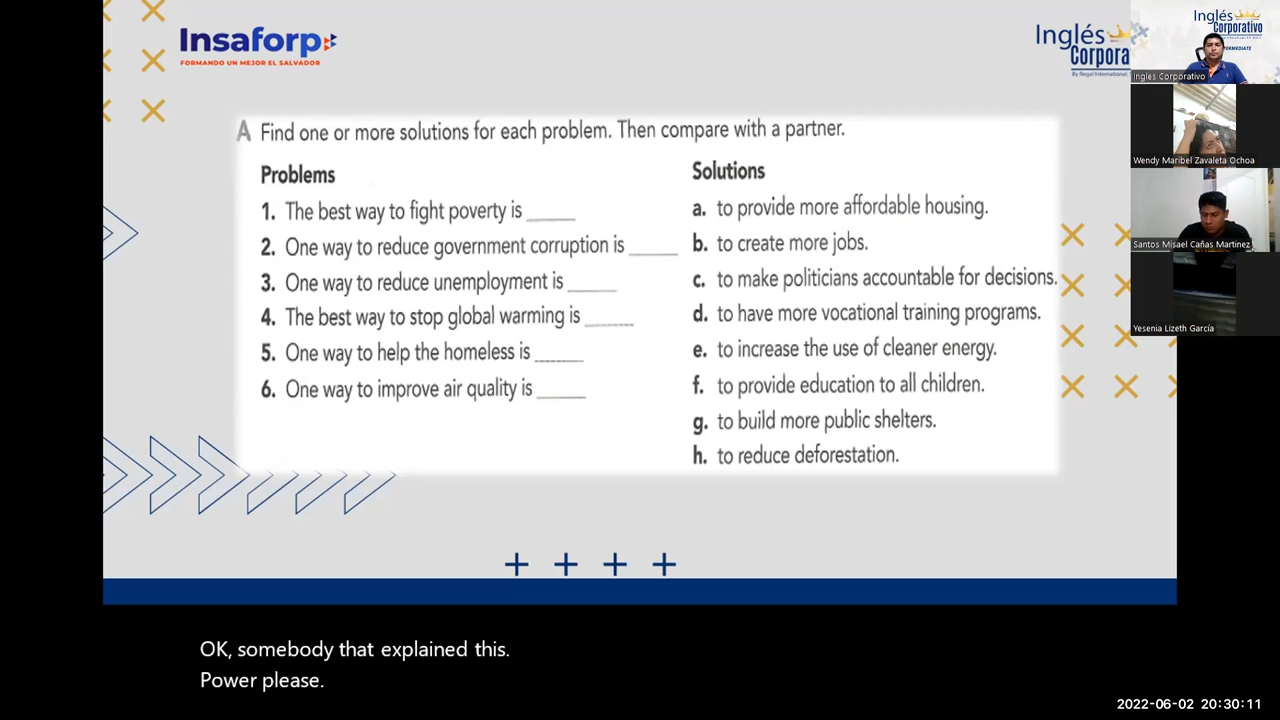 Insaforp
FORMANDO UN MEJOR EL SALVADOR
Inglés
Corpora
By Regal International,
Inglés
Corporativo
Ingles Corporativo
Wendy Maribel Zavaleta Ochoa
Santos Misael Cañas Martinez
Yesenia Lizeth García
A Find one or more solutions for each problem. Then compare with a partner.
Problems
1. The best way to fight poverty is
2. One way to reduce government corruption is
3. One way to reduce unemployment is
4. The best way to stop global warming is
5. One way to help the homeless is
6. One way to improve air quality is
Solutions
a. to provide more affordable housing.
b. to create more jobs.
c. to make politicians accountable for decisions.
d. to have more vocational training programs.
e. to increase the use of cleaner energy.
f. to provide education to all children.
g. to build more public shelters.
h. to reduce deforestation.
OK, somebody that explained this.
Power please.
2022-06-02 20:30:11